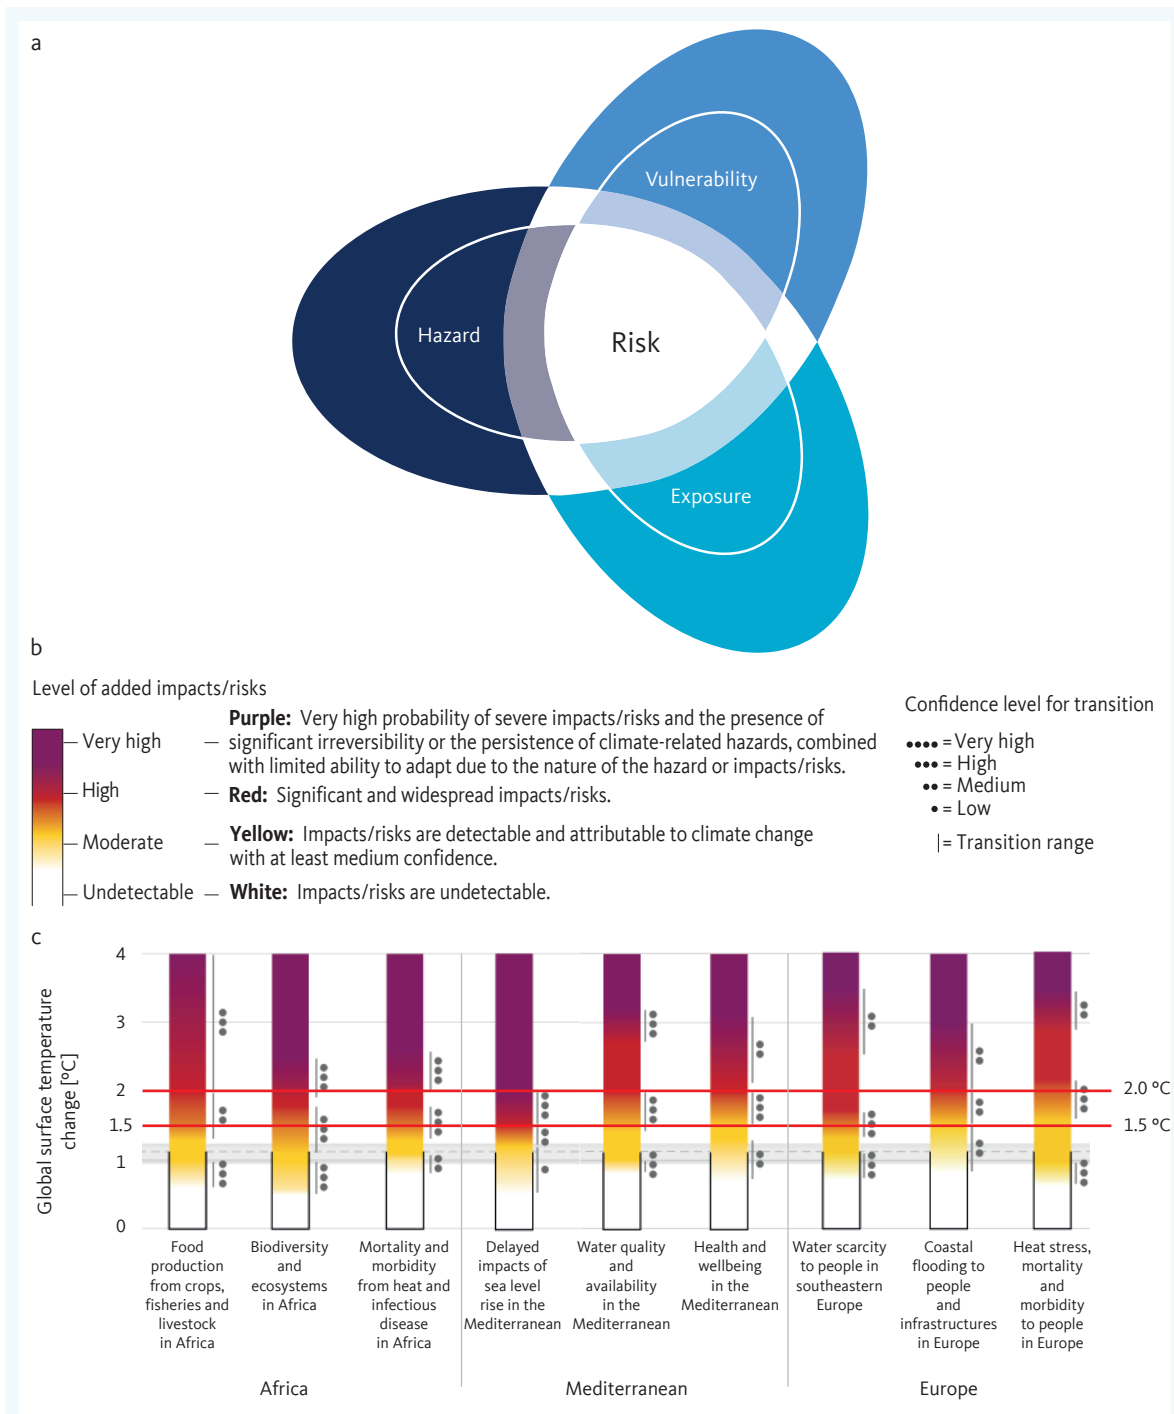 a
Vulnerability
Hazard
Risk
Exposure
b
Level of added impacts/risks
Very high
High
Moderate
Undetectable
Purple: Very high probability of severe impacts/risks and the presence of
significant irreversibility or the persistence of climate-related hazards, combined
with limited ability to adapt due to the nature of the hazard or impacts/risks.
Red: Significant and widespread impacts/risks.
Yellow: Impacts/risks are detectable and attributable to climate change
with at least medium confidence.
White: Impacts/risks are undetectable.
Confidence level for transition
•••• = Very high
••• = High
•• = Medium
• = Low
|= Transition range
c
Global surface temperature
change [ºC]
4
3
2
1.5
1
0
2.0 ºC
1.5 ºC
Food
production
from crops,
fisheries and
livestock
in Africa
Biodiversity
and
ecosystems
in Africa
Mortality and
morbidity
from heat and
infectious
disease
in Africa
Delayed
impacts of
sea level
rise in the
Mediterranean
Water quality
and
availability
in the
Mediterranean
Health and
wellbeing
in the
Mediterranean
Water scarcity
to people in
southeastern
Europe
Coastal
flooding to
people
and
infrastructures
in Europe
Heat stress,
mortality
and
morbidity
to people
in Europe
Africa
Mediterranean
Europe